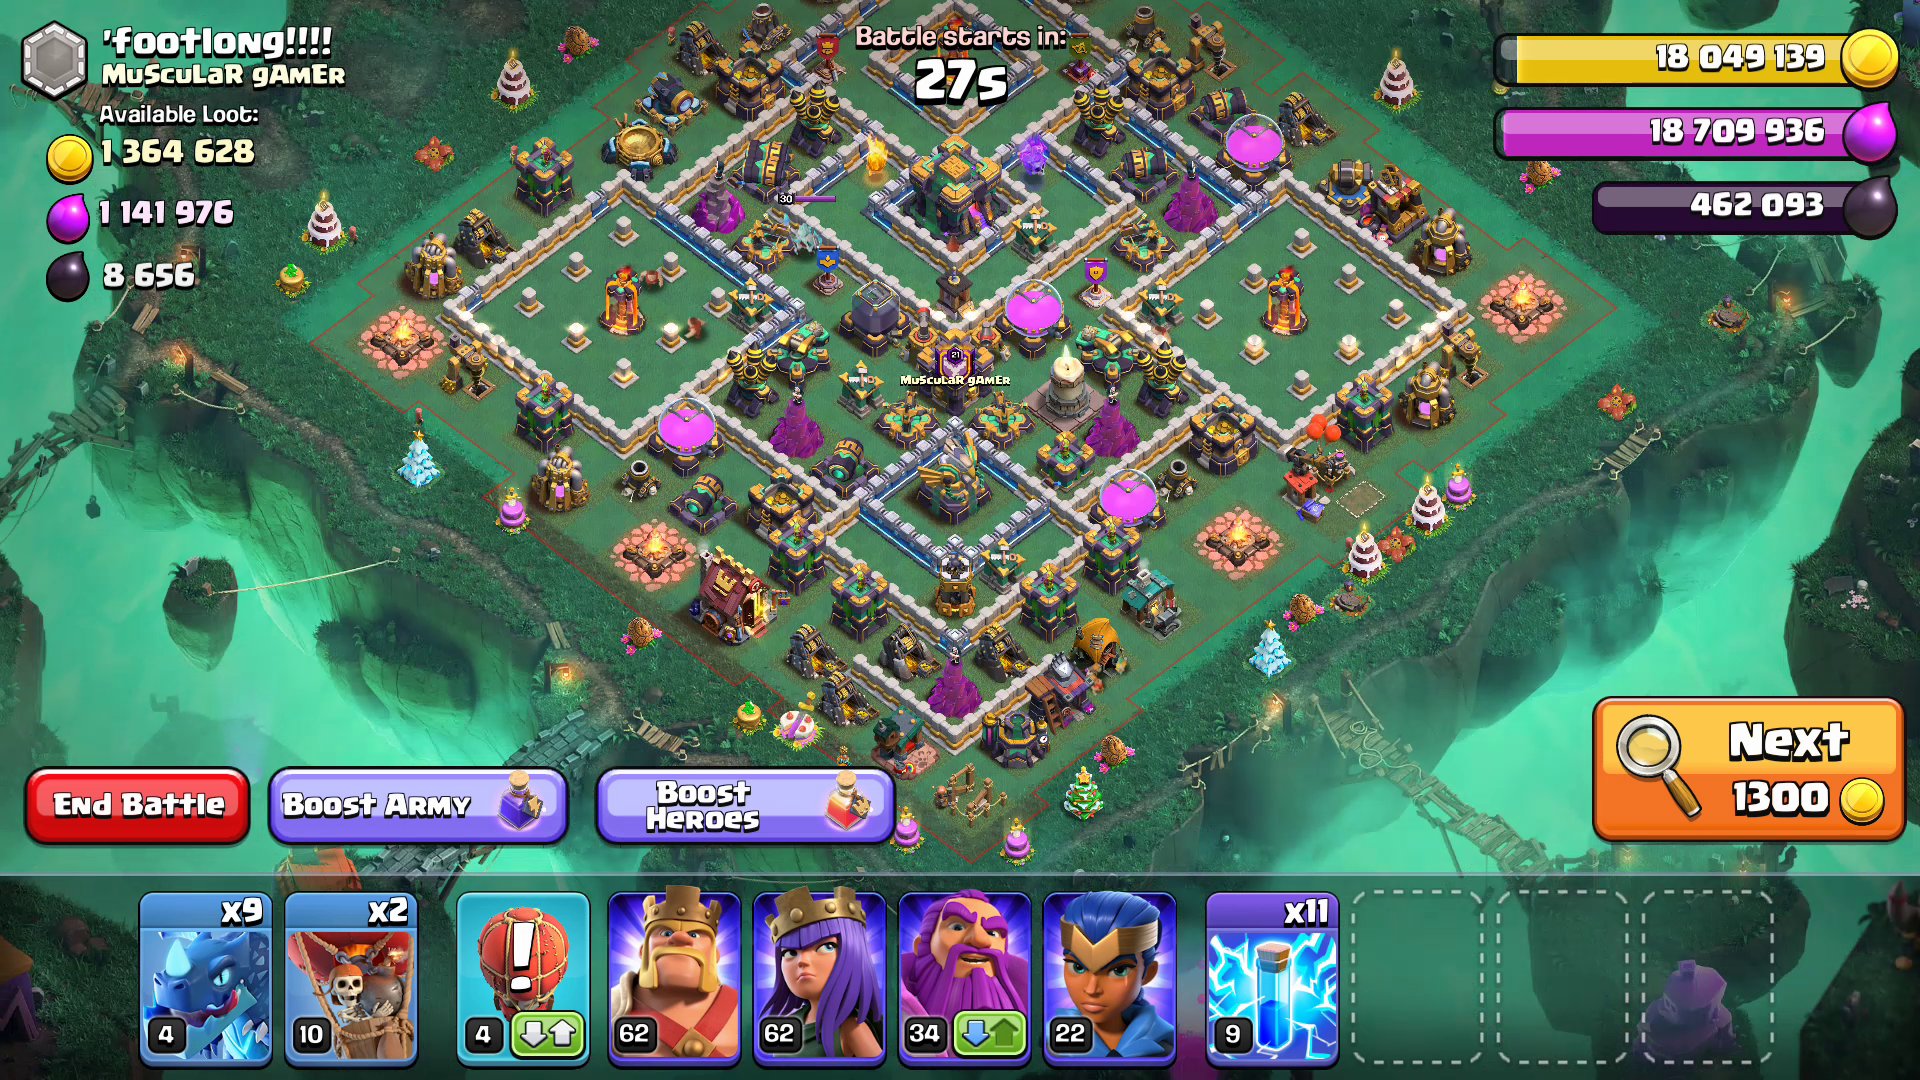 'footlong!!!!
MuScuLaR gAmEr
Available Loot:
1 364 628
1 141 976
8 656
Battle starts in:
27s
18 049 139
18 709 936
462 093
30
21
MuScuLaR gAmEr
Next
1300
End Battle
Boost Army
Boost
Heroes
x9
x2
x11
4
10
4
62
62
34
22
9